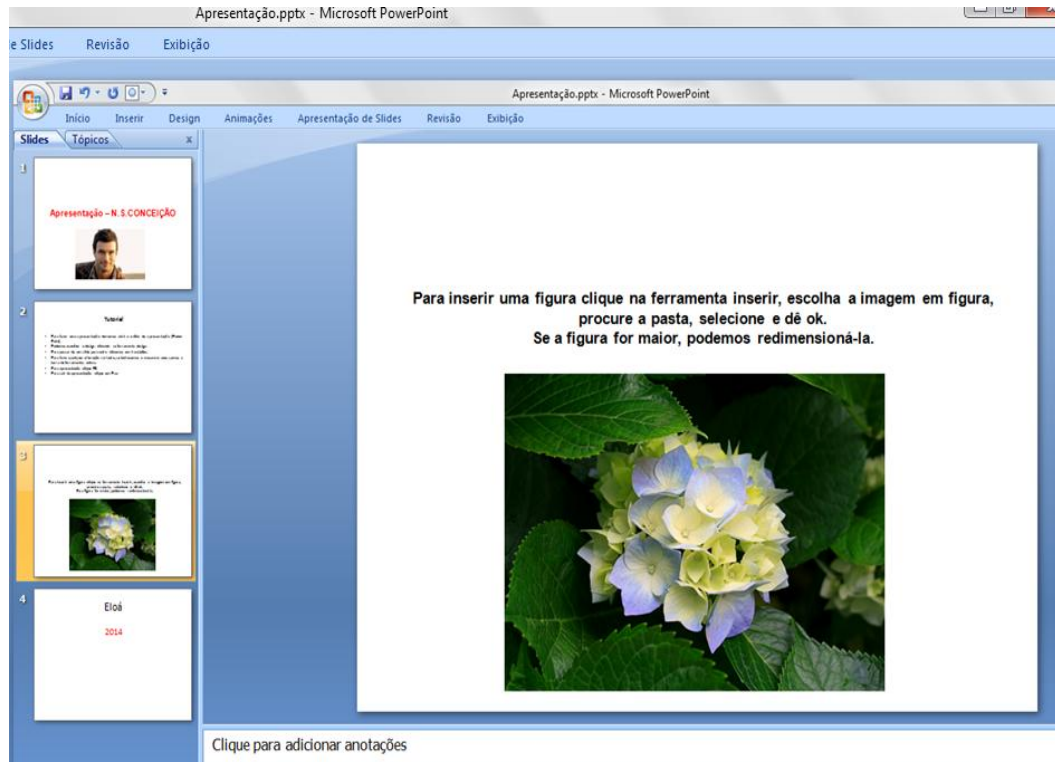 Apresentação.pptx - Microsoft PowerPoint
e Slides Revisão Exibição
Apresentação.pptx - Microsoft PowerPoint
Início Inserir Design Animações Apresentação de Slides Revisão Exibição
Slides Tópicos x
1
Apresentação – N. S.CONCEIÇÃO
2
Tutorial
3
4
Eloá
2014
Para inserir uma figura clique na ferramenta inserir, escolha a imagem em figura,
procure a pasta, selecione e dê ok.
Se a figura for maior, podemos redimensioná-la.
Clique para adicionar anotações